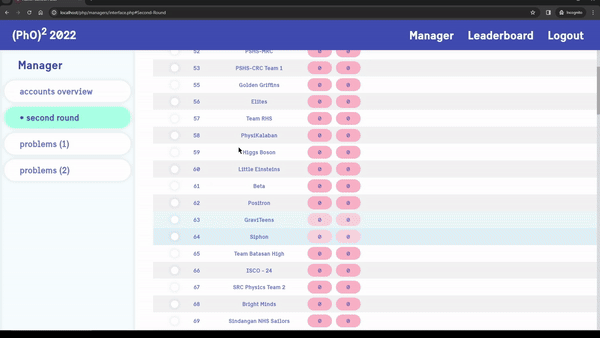 localhost/php/managers/interface.php#Second-Round
Incognito
(PhO)² 2022
Manager Leaderboard Logout
Manager
accounts overview
• second round
problems (1)
problems (2)
52 PSHS-MRC 0 0
53 PSHS-CRC Team 1 0 0
55 Golden Griffins 0 0
56 Elites 0 0
57 Team RHS 0 0
58 PhysiKalaban 0 0
59 Higgs Boson 0 0
60 Little Einsteins 0 0
61 Beta 0 0
62 Positron 0 0
63 GraviTeens 0 0
64 Siphon 0 0
65 Team Batasan High 0 0
66 ISCO - 24 0 0
67 SRC Physics Team 2 0 0
68 Bright Minds 0 0
69 Sindangan NHS Sailors 0 0